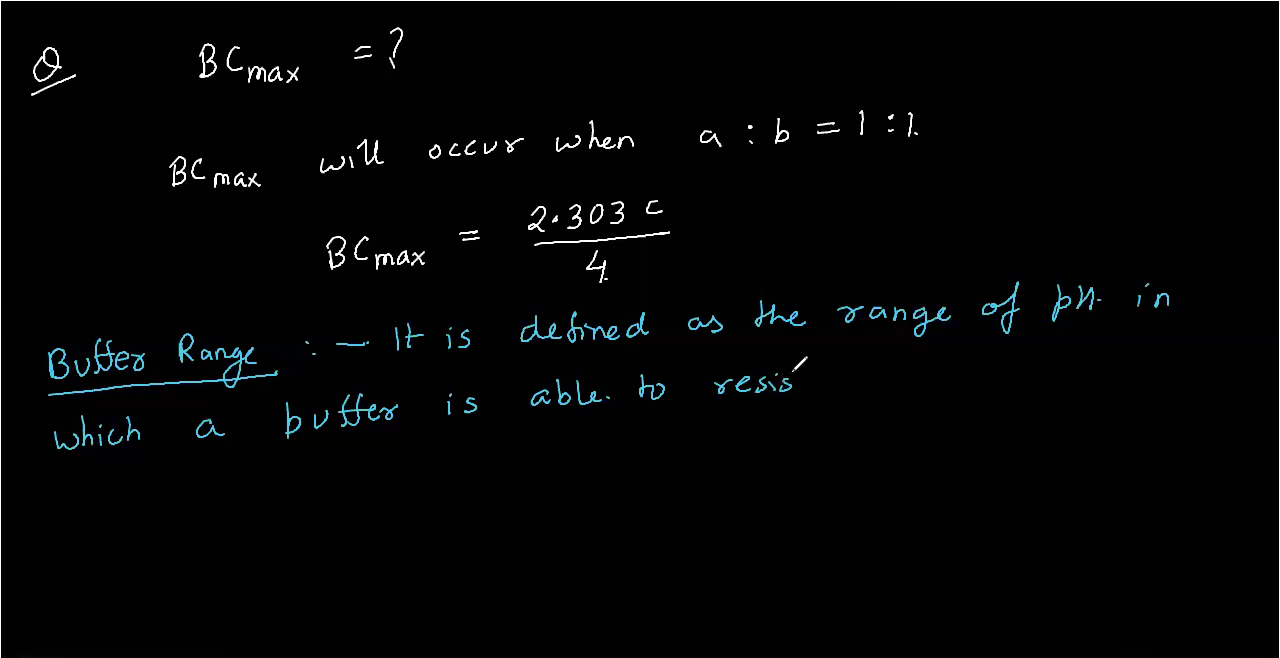 Q BCmax = ?
BCmax will occur when a : b = 1 : 1.
BCmax = 2.303 C / 4
Buffer Range : — It is defined as the range of pH. in
which a buffer is able. to resis